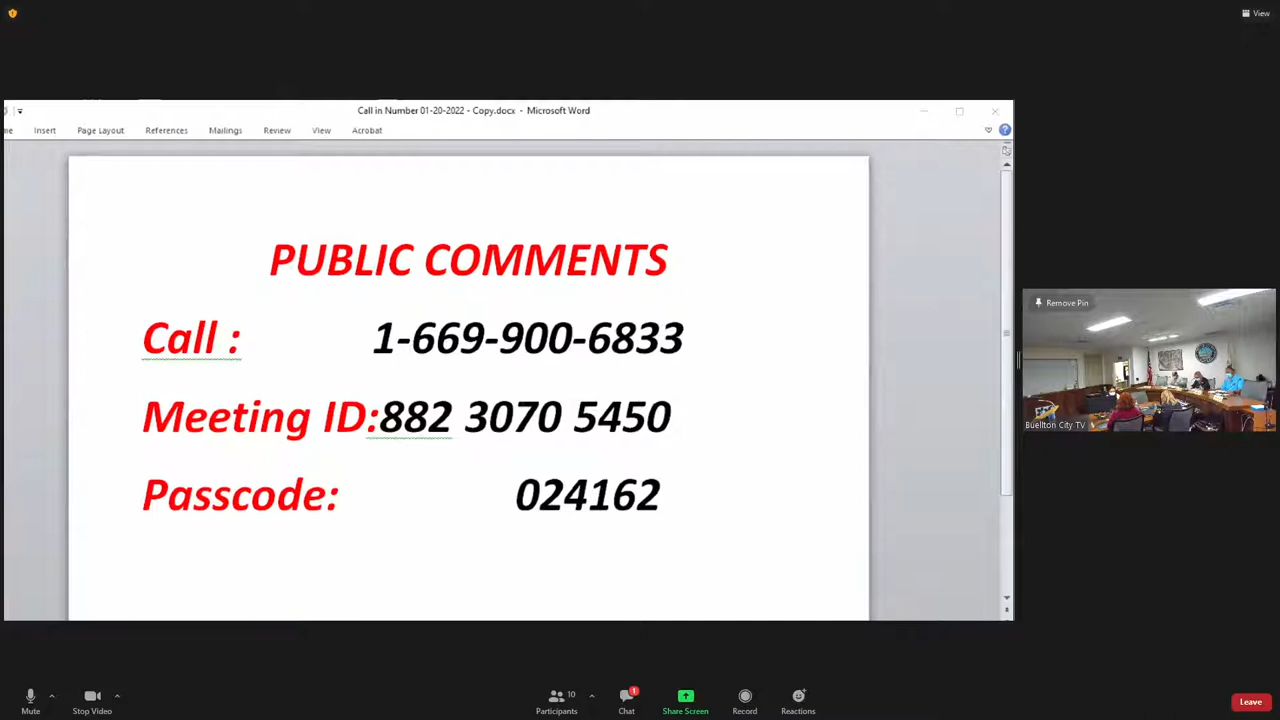 View
Call in Number 01-20-2022 - Copy.docx - Microsoft Word
Insert Page Layout References Mailings Review View Acrobat
PUBLIC COMMENTS
Call : 1-669-900-6833
Meeting ID:882 3070 5450
Passcode: 024162
Remove Pin
Buellton City TV
Mute
Stop Video
Participants 10
Chat 1
Share Screen
Record
Reactions
Leave